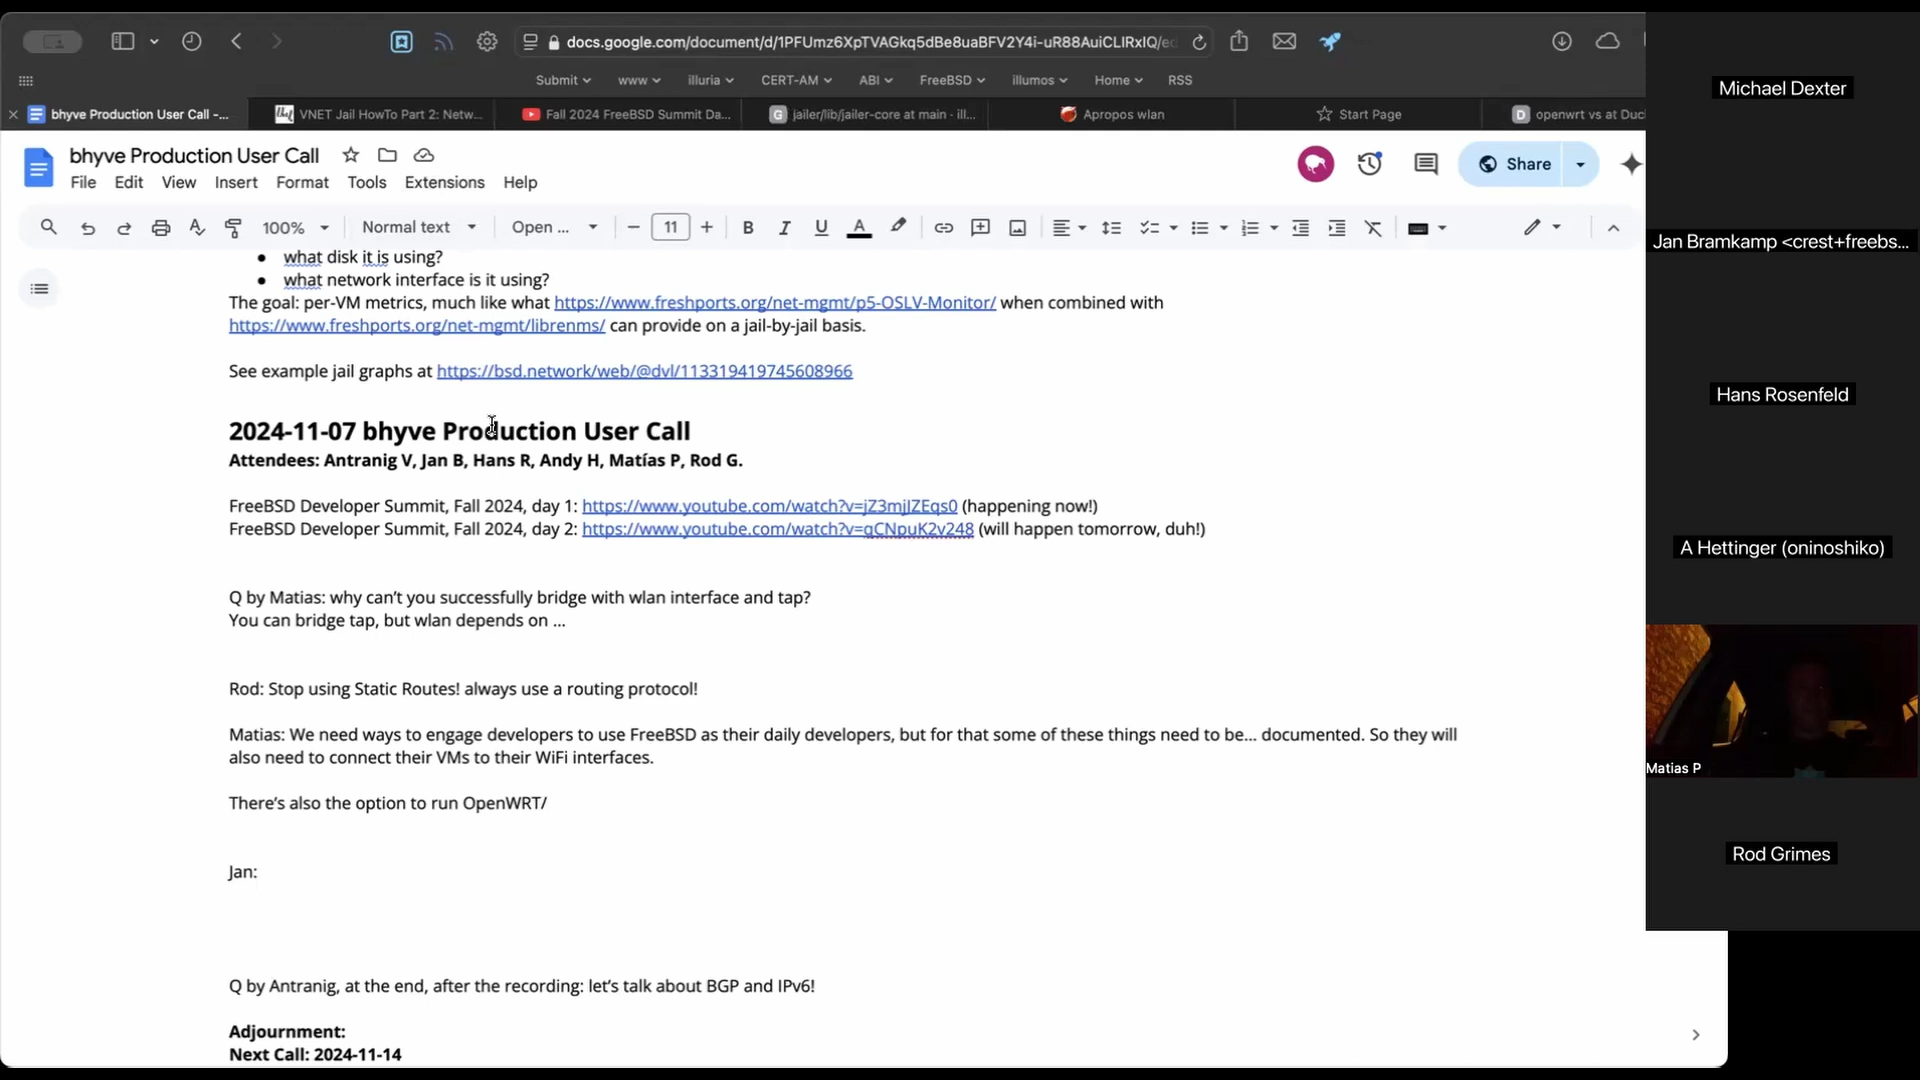 docs.google.com/document/d/1PFUmz6XpTVAGkq5dBe8uaBFV2Y4i-uR88AuiCLIRxIQ/ec
Submit www illuria CERT-AM ABI FreeBSD illumos Home RSS
bhyve Production User Call -... VNET Jail HowTo Part 2: Netw... Fall 2024 FreeBSD Summit Da... jailer/lib/jailer-core at main · ill... Apropos wlan Start Page openwrt vs at Duc
bhyve Production User Call
Share
File Edit View Insert Format Tools Extensions Help
100% Normal text Open ... 11 B I U A
what disk it is using?
what network interface is it using?
The goal: per-VM metrics, much like what https://www.freshports.org/net-mgmt/p5-OSLV-Monitor/ when combined with
https://www.freshports.org/net-mgmt/librenms/ can provide on a jail-by-jail basis.
See example jail graphs at https://bsd.network/web/@dvl/113319419745608966
2024-11-07 bhyve Production User Call
Attendees: Antranig V, Jan B, Hans R, Andy H, Matías P, Rod G.
FreeBSD Developer Summit, Fall 2024, day 1: https://www.youtube.com/watch?v=jZ3mjJZEqs0 (happening now!)
FreeBSD Developer Summit, Fall 2024, day 2: https://www.youtube.com/watch?v=qCNpuK2v248 (will happen tomorrow, duh!)
Q by Matias: why can't you successfully bridge with wlan interface and tap?
You can bridge tap, but wlan depends on ...
Rod: Stop using Static Routes! always use a routing protocol!
Matias: We need ways to engage developers to use FreeBSD as their daily developers, but for that some of these things need to be... documented. So they will
also need to connect their VMs to their WiFi interfaces.
There's also the option to run OpenWRT/
Jan:
Q by Antranig, at the end, after the recording: let's talk about BGP and IPv6!
Adjournment:
Next Call: 2024-11-14
Michael Dexter
Jan Bramkamp <crest+freebs...
Hans Rosenfeld
A Hettinger (oninoshiko)
Matias P
Rod Grimes